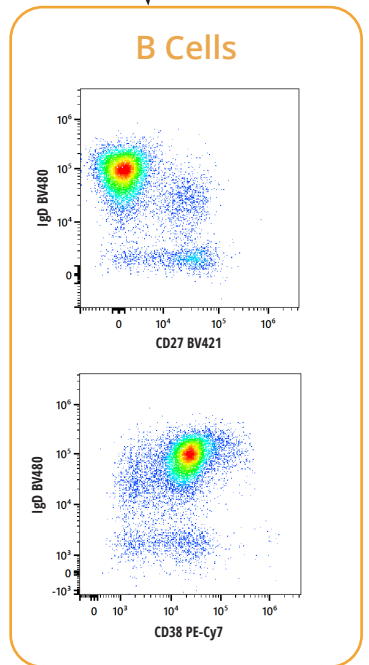 B Cells
10⁶
10⁵
10⁴
0
IgD BV480
0 10⁴ 10⁵ 10⁶
CD27 BV421
10⁶
10⁵
10⁴
10³
0
-10³
IgD BV480
0 10³ 10⁴ 10⁵ 10⁶
CD38 PE-Cy7